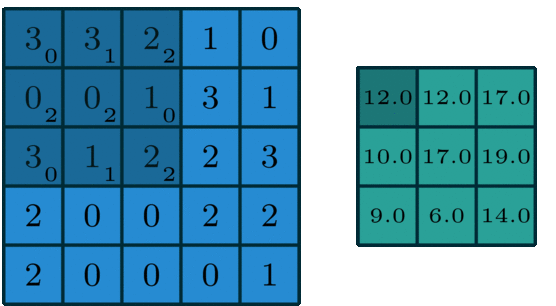 3₀ 3₁ 2₂ 1 0
0₂ 0₂ 1₀ 3 1
12.0 12.0 17.0
3₀ 1₁ 2₂ 2 3
10.0 17.0 19.0
2 0 0 2 2
9.0 6.0 14.0
2 0 0 0 1